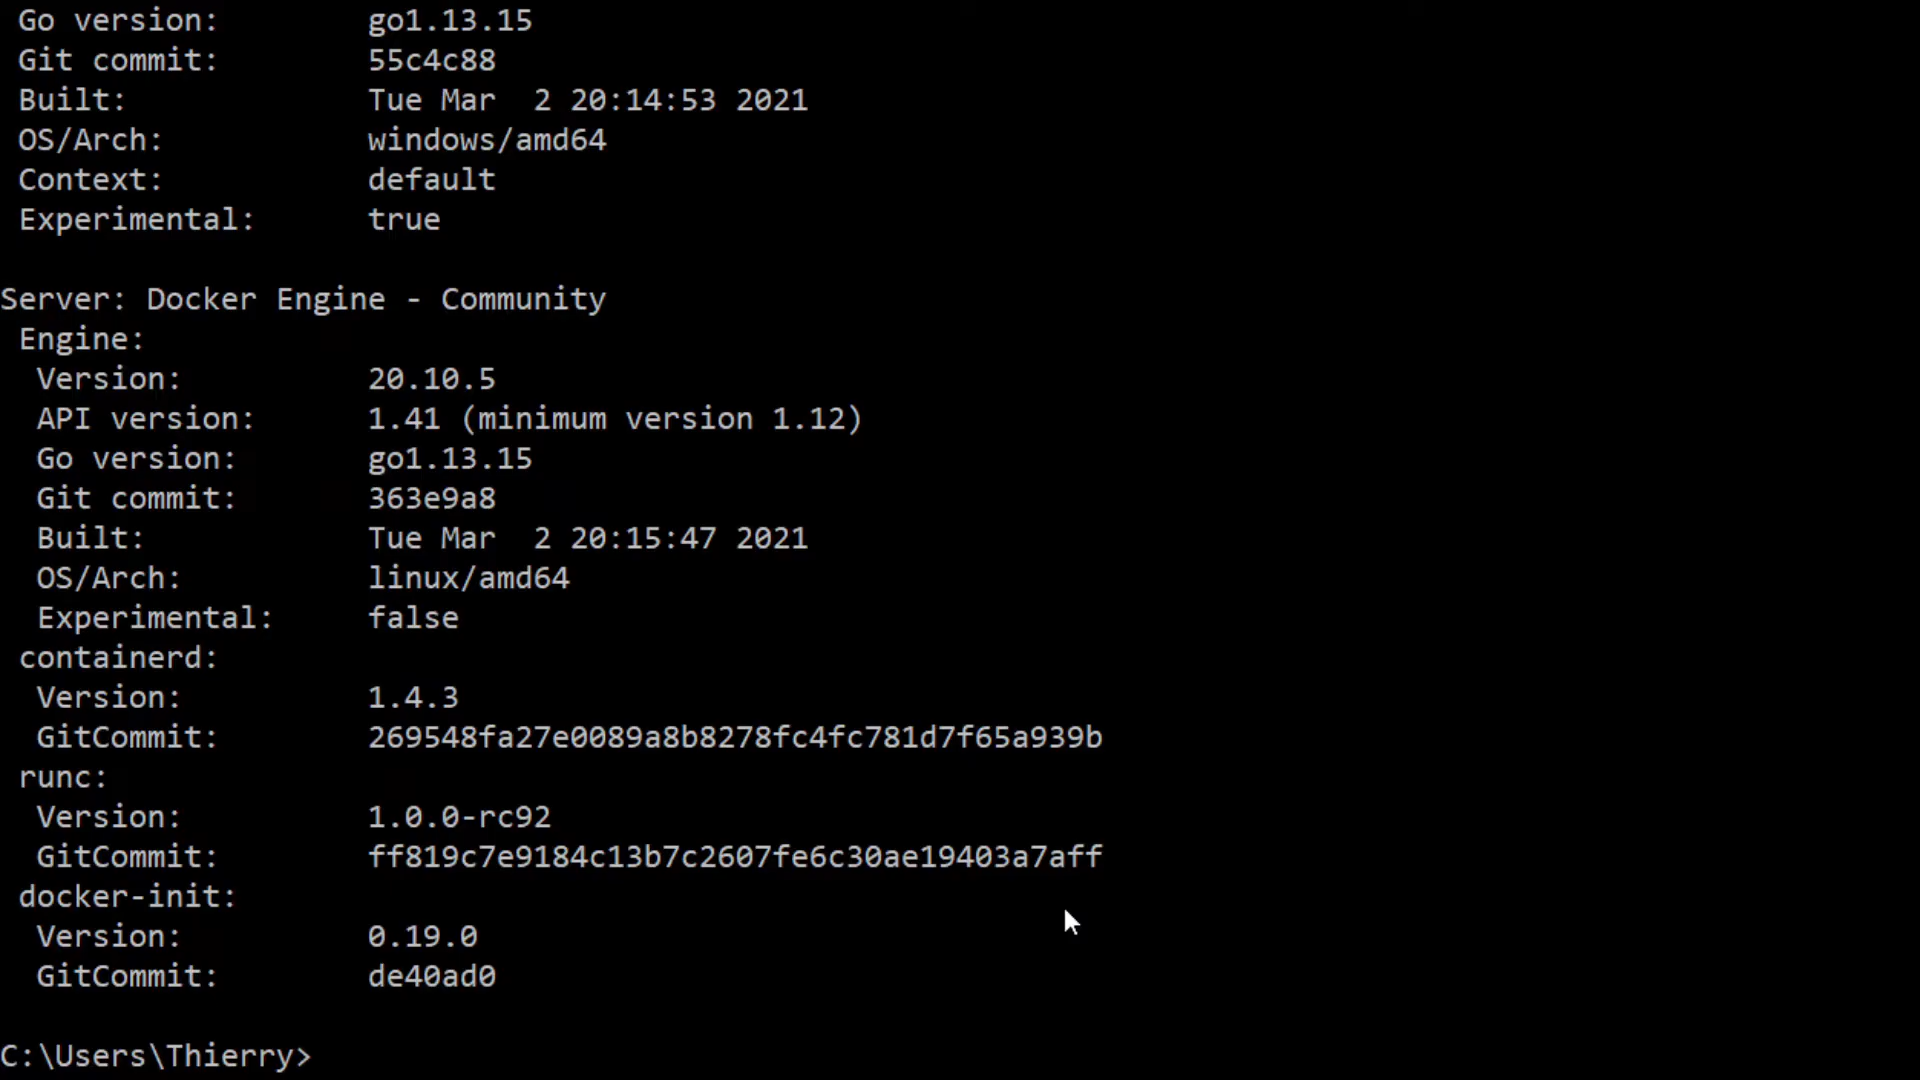 Go version:        go1.13.15
Git commit:        55c4c88
Built:             Tue Mar  2 20:14:53 2021
OS/Arch:           windows/amd64
Context:           default
Experimental:      true
Server: Docker Engine - Community
Engine:
Version:          20.10.5
API version:      1.41 (minimum version 1.12)
Go version:       go1.13.15
Git commit:       363e9a8
Built:            Tue Mar  2 20:15:47 2021
OS/Arch:          linux/amd64
Experimental:     false
containerd:
Version:          1.4.3
GitCommit:        269548fa27e0089a8b8278fc4fc781d7f65a939b
runc:
Version:          1.0.0-rc92
GitCommit:        ff819c7e9184c13b7c2607fe6c30ae19403a7aff
docker-init:
Version:          0.19.0
GitCommit:        de40ad0
C:\Users\Thierry>